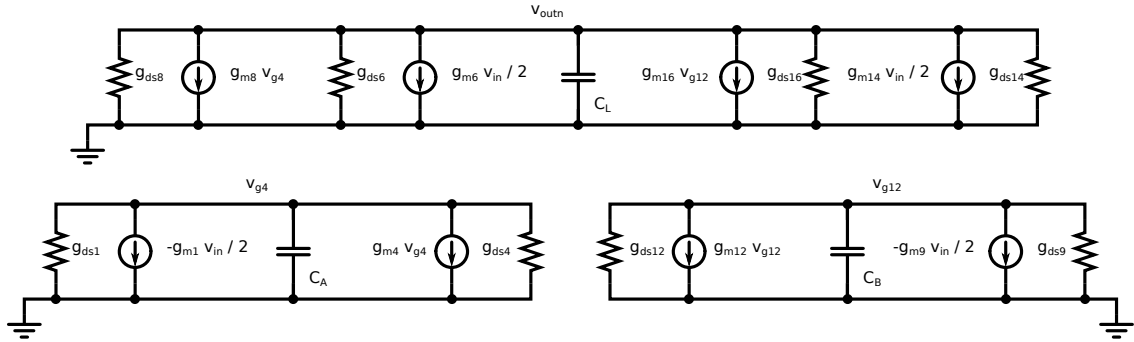 v_outn
g_ds8
g_m8 v_g4
g_ds6
g_m6 v_in / 2
C_L
g_m16 v_g12
g_ds16
g_m14 v_in / 2
g_ds14
v_g4
g_ds1
-g_m1 v_in / 2
C_A
g_m4 v_g4
g_ds4
v_g12
g_ds12
g_m12 v_g12
C_B
-g_m9 v_in / 2
g_ds9